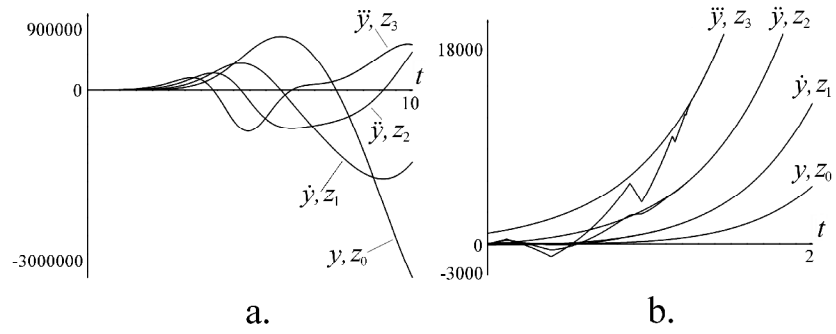 900000
0
-3000000
ÿ, z₃
t
10
ÿ, z₂
ẏ, z₁
y, z₀
a.
18000
0
-3000
ÿ, z₃
ÿ, z₂
ẏ, z₁
y, z₀
t
2
b.